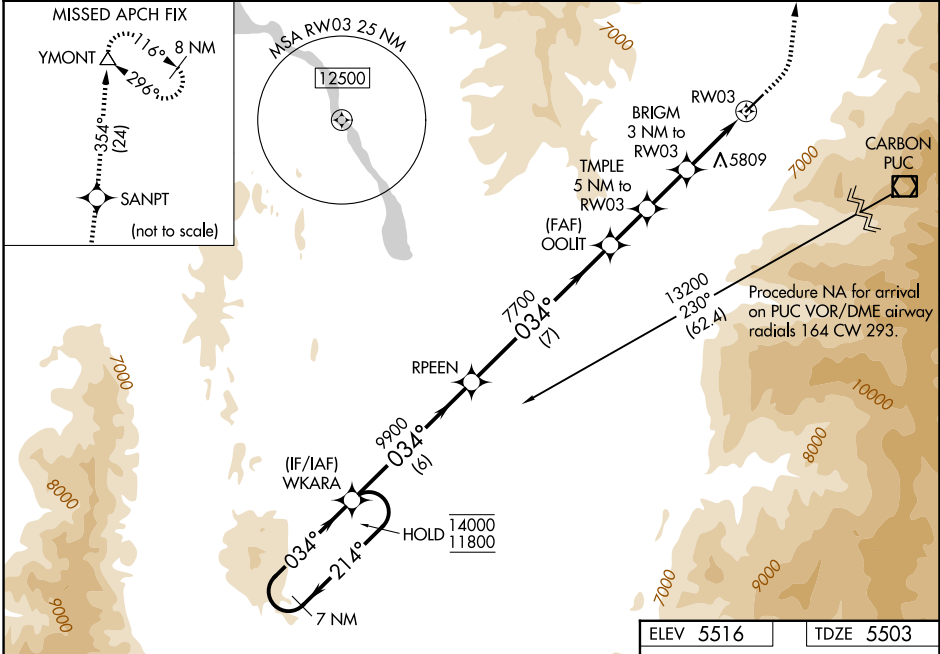 MISSED APCH FIX
YMONT
116°
8 NM
296°
354°
(24)
SANPT
(not to scale)
MSA RW03 25 NM
12500
7000
RW03
BRIGM
3 NM to
RW03
5809
TMPLE
5 NM to
RW03
(FAF)
OOLIT
7000
CARBON
PUC
13200
230°
(62.4)
Procedure NA for arrival
on PUC VOR/DME airway
radials 164 CW 293.
7700
034°
(7)
RPEEN
9900
034°
(6)
(IF/IAF)
WKARA
HOLD
14000
11800
034°
214°
7 NM
7000
8000
9000
10000
8000
9000
7000
ELEV 5516
TDZE 5503